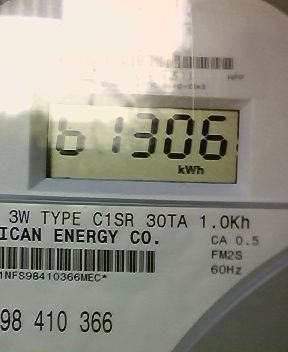 61306
kWh
3W TYPE C1SR 30TA 1.0Kh
ICAN ENERGY CO.
CA 0.5
FM2S
60Hz
1NFS98410366MEC*
98 410 366